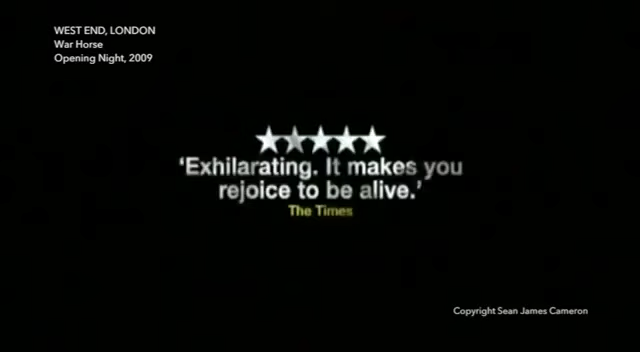 WEST END, LONDON
War Horse
Opening Night, 2009
‘Exhilarating. It makes you
rejoice to be alive.’
The Times
Copyright Sean James Cameron